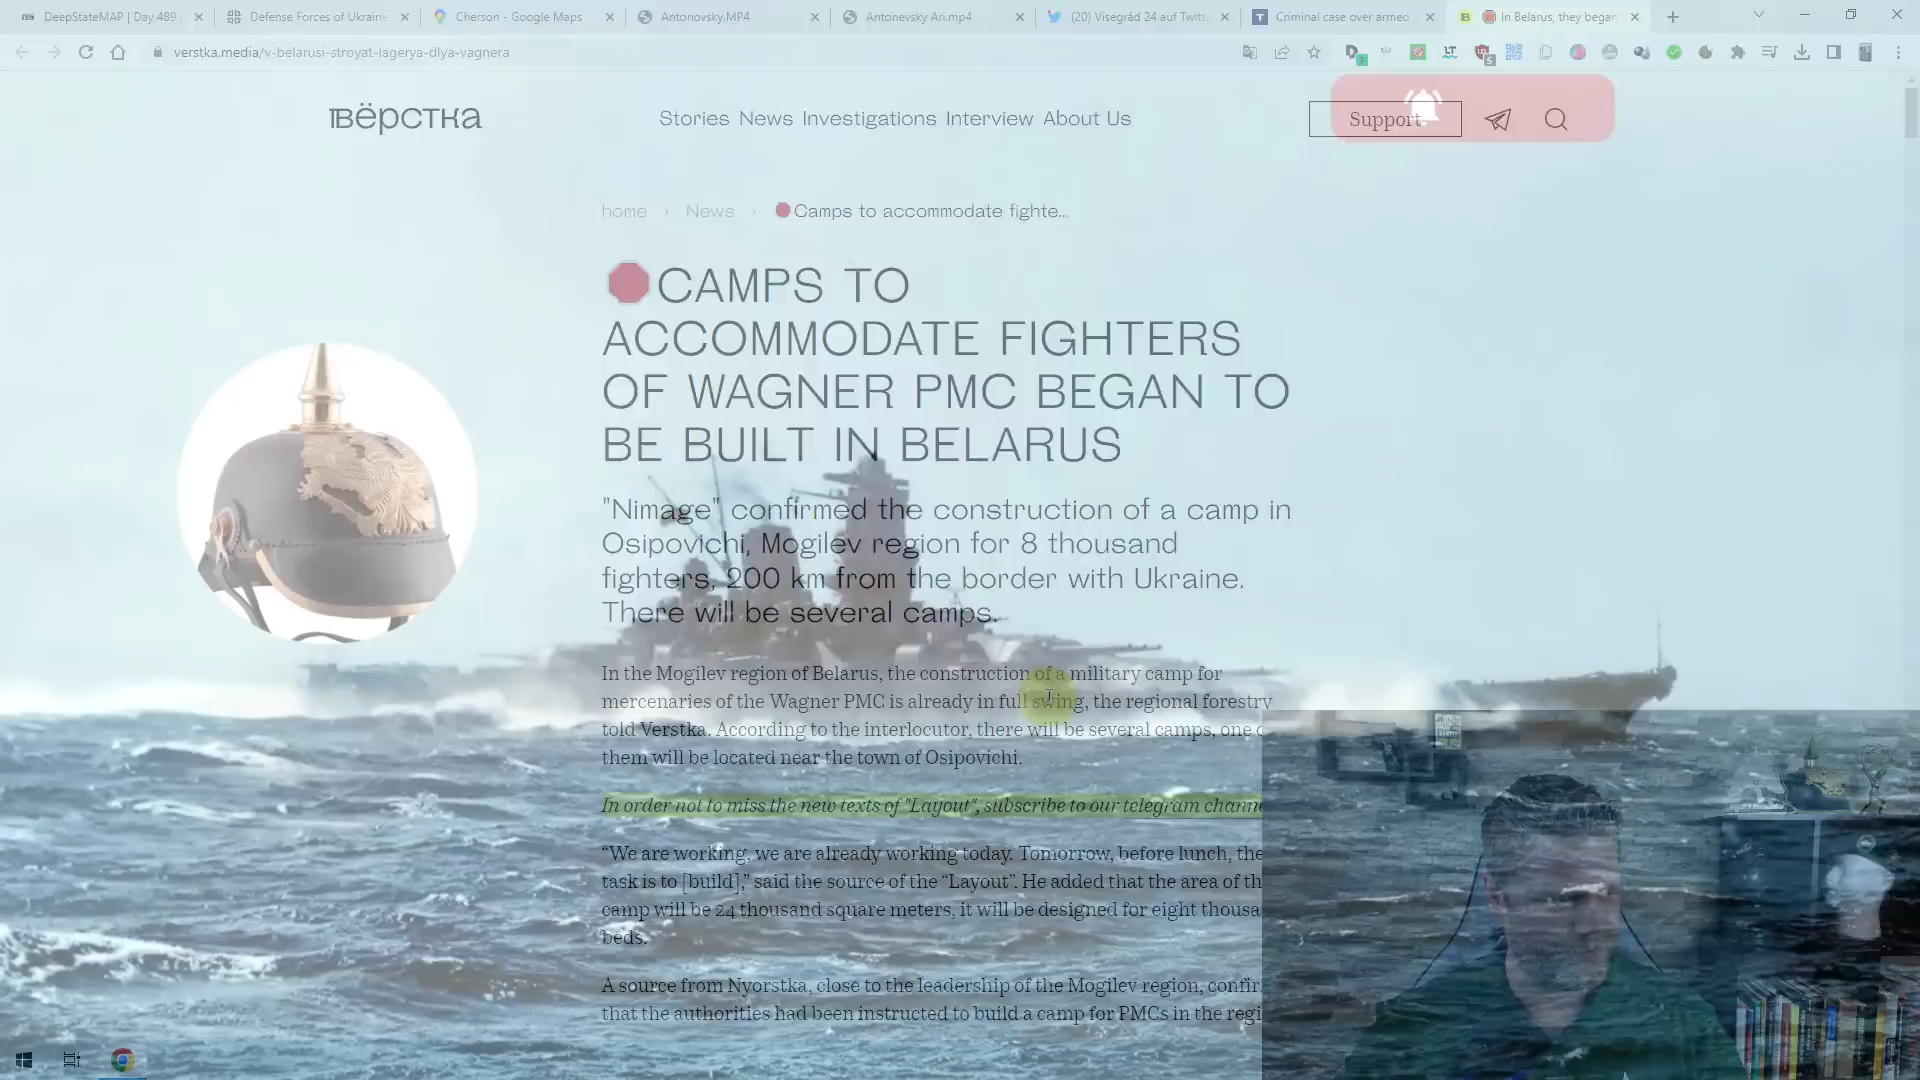 DeepStateMAP | Day 489
Defense Forces of Ukraine
Cherson - Google Maps
Antonovsky.MP4
Antonevsky Ari.mp4
(20) Visegrád 24 auf Twitt
Criminal case over armed
In Belarus, they began
verstka.media/v-belarusi-stroyat-lagerya-dlya-vagnera
вёрстка
Stories News Investigations Interview About Us
Support
home › News › Camps to accommodate fighte...
CAMPS TO
ACCOMMODATE FIGHTERS
OF WAGNER PMC BEGAN TO
BE BUILT IN BELARUS
"Nimage" confirmed the construction of a camp in
Osipovichi, Mogilev region for 8 thousand
fighters, 200 km from the border with Ukraine.
There will be several camps.
In the Mogilev region of Belarus, the construction of a military camp for
mercenaries of the Wagner PMC is already in full swing, the regional forestry
told Verstka. According to the interlocutor, there will be several camps, one o
them will be located near the town of Osipovichi.
In order not to miss the new texts of "Layout", subscribe to our telegram channe
“We are working, we are already working today. Tomorrow, before lunch, the
task is to [build],” said the source of the “Layout”. He added that the area of th
camp will be 24 thousand square meters, it will be designed for eight thousa
beds.
A source from Nyorstka, close to the leadership of the Mogilev region, confir
that the authorities had been instructed to build a camp for PMCs in the regi